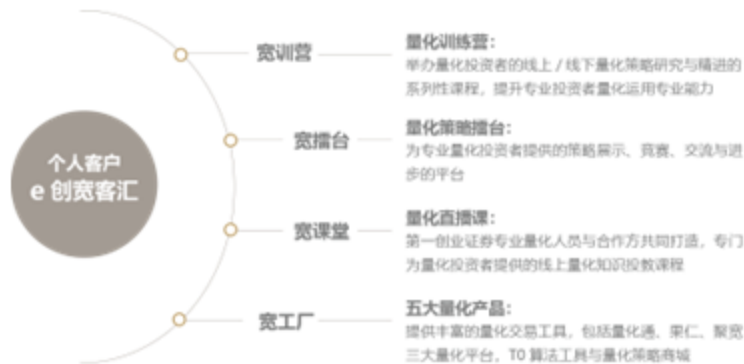 个人客户
e 创宽客汇
宽训营
量化训练营：
举办量化投资者的线上 / 线下量化策略研究与精进的
系列性课程，提升专业投资者量化运用专业能力
宽擂台
量化策略擂台：
为专业量化投资者提供的策略展示、竞赛、交流与进
步的平台
宽课堂
量化直播课：
第一创业证券专业量化人员与合作方共同打造，专门
为量化投资者提供的线上量化知识投教课程
宽工厂
五大量化产品：
提供丰富的量化交易工具，包括量化通、果仁、聚宽
三大量化平台，T0 算法工具与量化策略商城